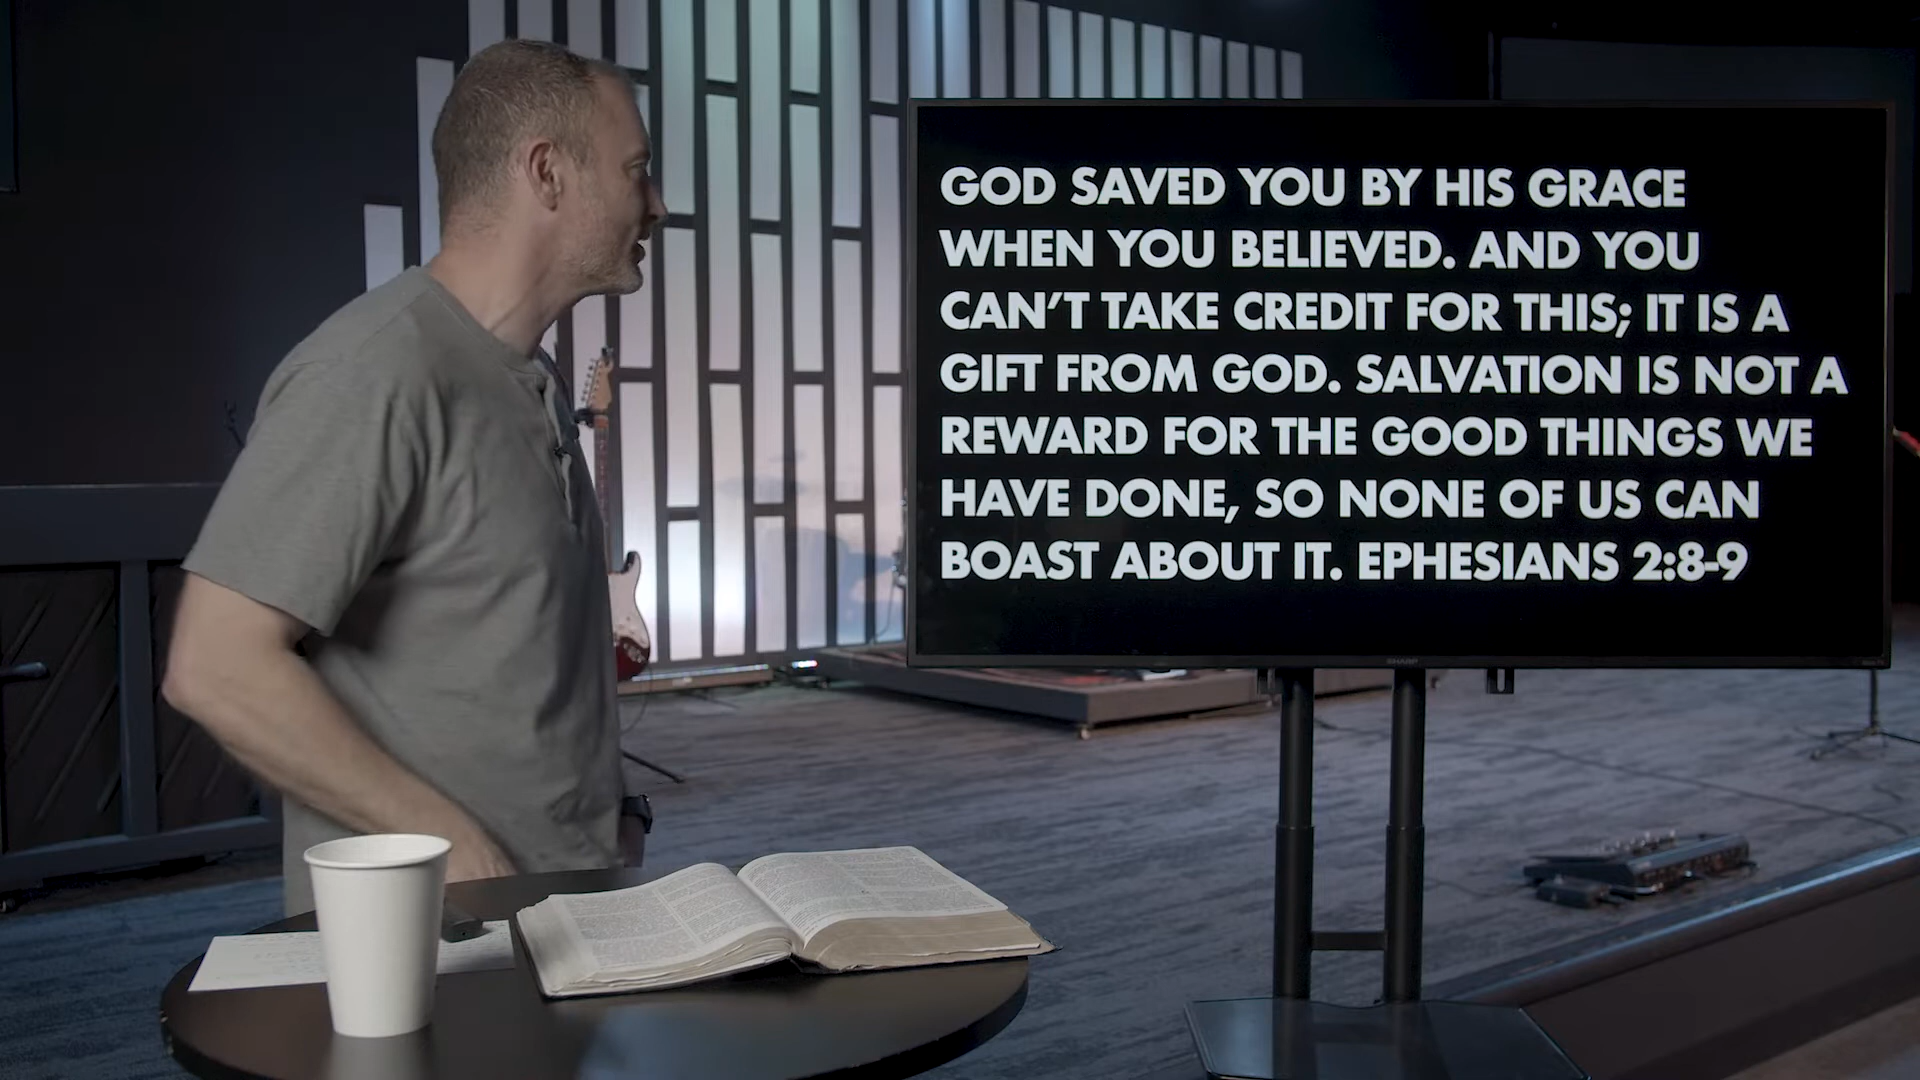 GOD SAVED YOU BY HIS GRACE
WHEN YOU BELIEVED. AND YOU
CAN'T TAKE CREDIT FOR THIS; IT IS A
GIFT FROM GOD. SALVATION IS NOT A
REWARD FOR THE GOOD THINGS WE
HAVE DONE, SO NONE OF US CAN
BOAST ABOUT IT. EPHESIANS 2:8-9
SHARP